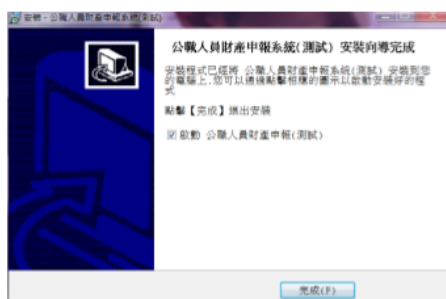 安裝 - 公職人員財產申報系統(測試)
公職人員財產申報系統(測試) 安裝向導完成
安裝程式已經將 公職人員財產申報系統(測試) 安裝到您
的電腦上.您可以通過點擊相應的圖示以啟動安裝好的程
式
點擊【完成】退出安裝
啟動 公職人員財產申報(測試)
完成(F)